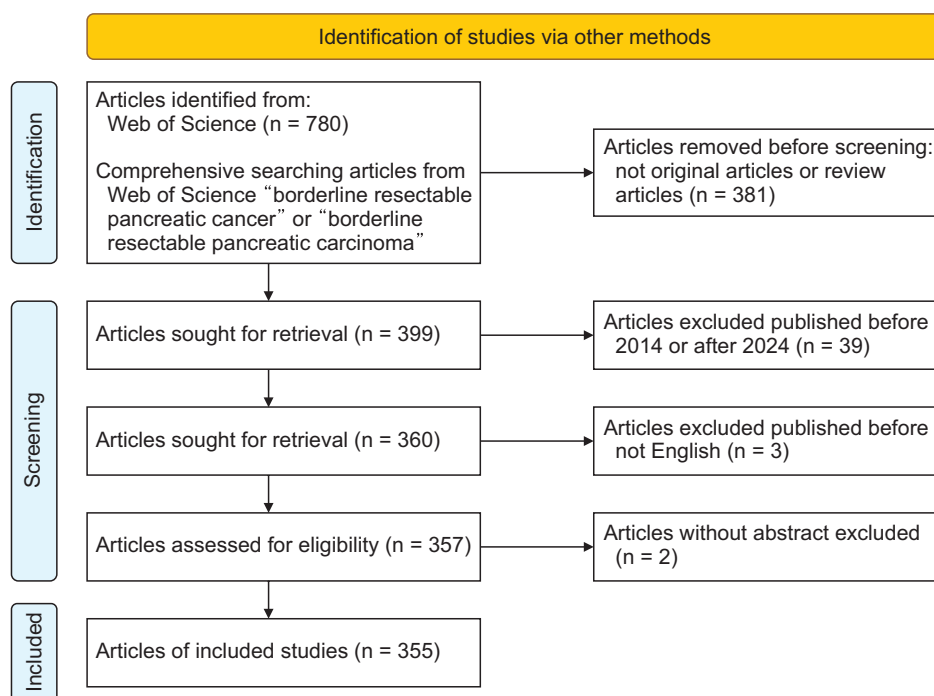 Identification of studies via other methods
Identification
Articles identified from:
Web of Science (n = 780)
Comprehensive searching articles from
Web of Science “borderline resectable
pancreatic cancer” or “borderline
resectable pancreatic carcinoma”
Articles removed before screening:
not original articles or review
articles (n = 381)
Screening
Articles sought for retrieval (n = 399)
Articles excluded published before
2014 or after 2024 (n = 39)
Articles sought for retrieval (n = 360)
Articles excluded published before
not English (n = 3)
Articles assessed for eligibility (n = 357)
Articles without abstract excluded
(n = 2)
Included
Articles of included studies (n = 355)